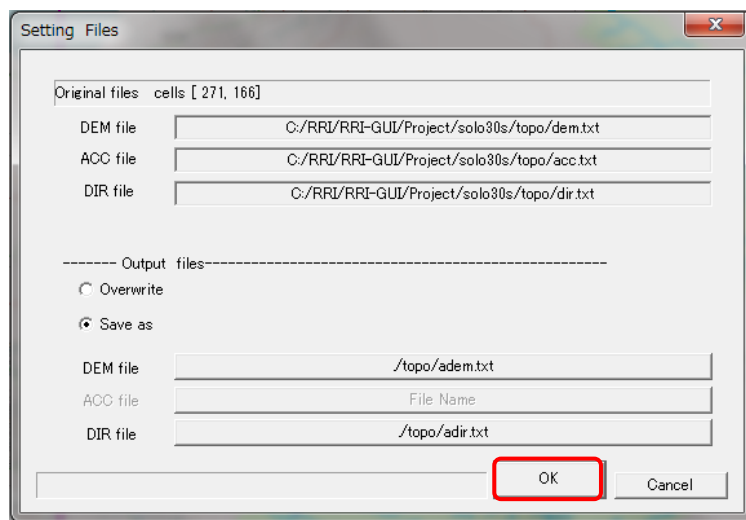 Setting Files
Original files cells [ 271, 166]
DEM file C:/RRI/RRI-GUI/Project/solo30s/topo/dem.txt
ACC file C:/RRI/RRI-GUI/Project/solo30s/topo/acc.txt
DIR file C:/RRI/RRI-GUI/Project/solo30s/topo/dir.txt
------- Output files----------------------------------------------------
Overwrite
Save as
DEM file ./topo/adem.txt
ACC file File Name
DIR file ./topo/adir.txt
OK Cancel